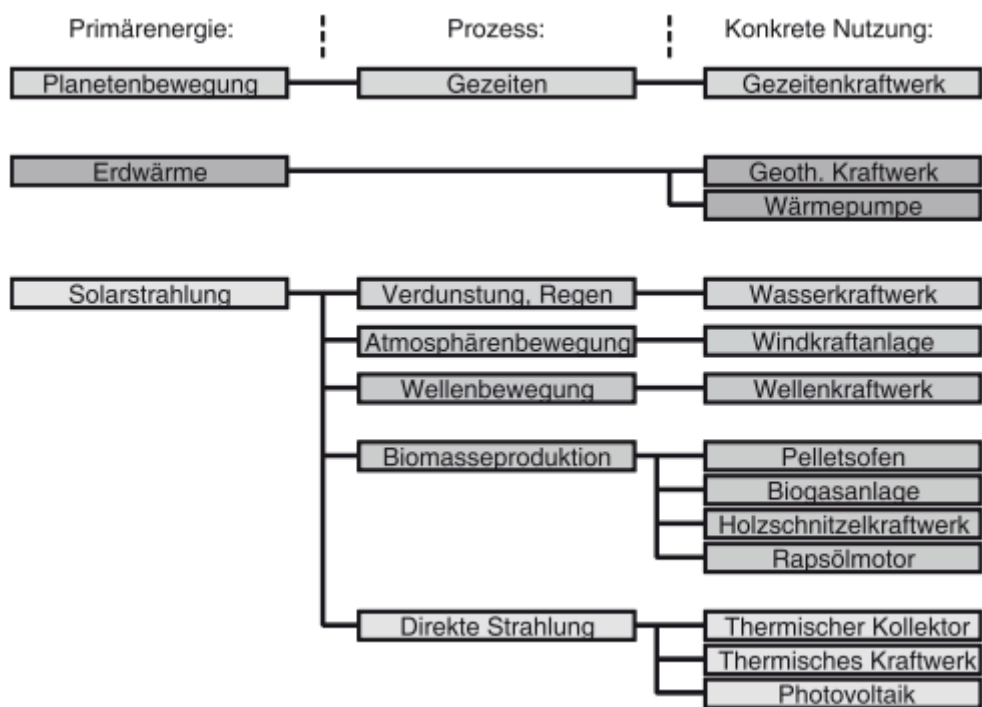 Primärenergie: Prozess: Konkrete Nutzung:
Planetenbewegung Gezeiten Gezeitenkraftwerk
Erdwärme Geoth. Kraftwerk
Wärmepumpe
Solarstrahlung Verdunstung, Regen Wasserkraftwerk
Atmosphärenbewegung Windkraftanlage
Wellenbewegung Wellenkraftwerk
Biomasseproduktion Pelletsofen
Biogasanlage
Holzschnitzelkraftwerk
Rapsölmotor
Direkte Strahlung Thermischer Kollektor
Thermisches Kraftwerk
Photovoltaik